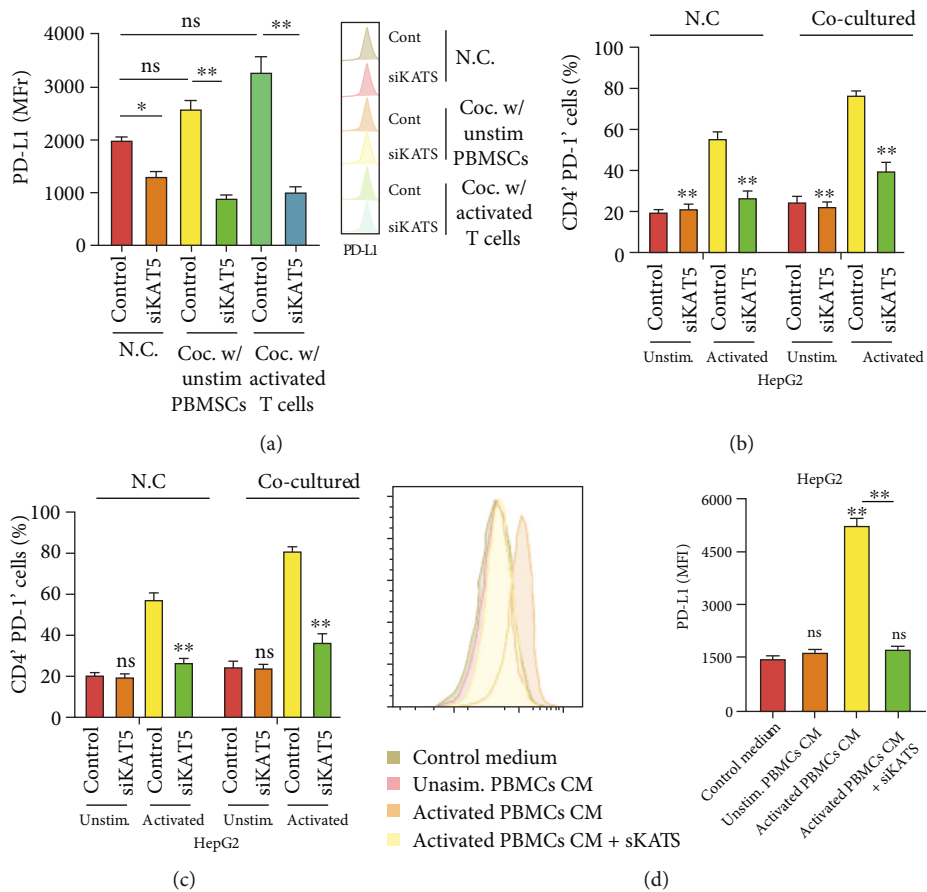 ns
ns
**
**
*
4000
3000
2000
1000
0
PD-L1 (MFr)
Control
siKAT5
Control
siKAT5
Control
siKAT5
N.C.
Coc. w/
unstim
PBMSCs
Coc. w/
activated
T cells
Cont
siKATS
Cont
siKATS
Cont
siKATS
N.C.
Coc. w/
unstim
PBMSCs
Coc. w/
activated
T cells
PD-L1
(a)
N.C
Co-cultured
100
80
60
40
20
0
CD4' PD-1' cells (%)
**
**
**
**
Control
siKAT5
Control
siKAT5
Control
siKAT5
Control
siKAT5
Unstim.
Activated
Unstim.
Activated
HepG2
(b)
N.C
Co-cultured
100
80
60
40
20
0
CD4' PD-1' cells (%)
ns
**
ns
**
Control
siKAT5
Control
siKAT5
Control
siKAT5
Control
siKAT5
Unstim.
Activated
Unstim.
Activated
HepG2
(c)
Control medium
Unasim. PBMCs CM
Activated PBMCs CM
Activated PBMCs CM + sKATS
HepG2
6000
4500
3000
1500
0
PD-L1 (MFI)
ns
**
**
ns
Control medium
Unstim. PBMCs CM
Activated PBMCs CM
Activated PBMCs CM
+ siKATS
(d)